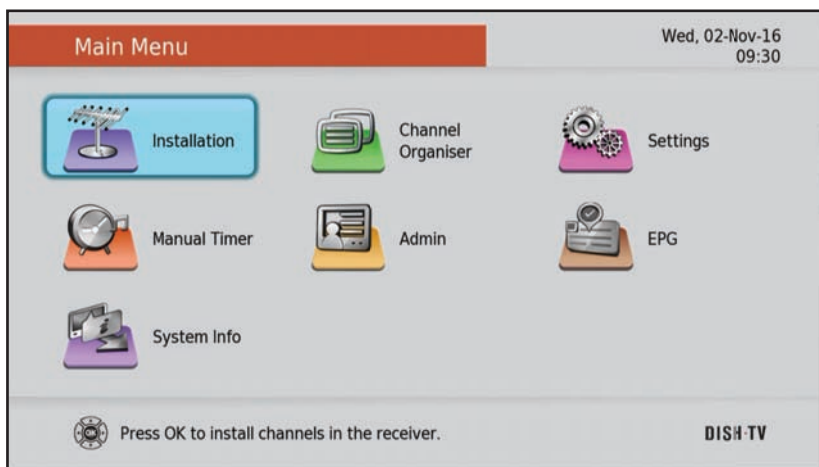 Main Menu
Wed, 02-Nov-16
09:30
Installation
Channel
Organiser
Settings
Manual Timer
Admin
EPG
System Info
OK
Press OK to install channels in the receiver.
DISH TV